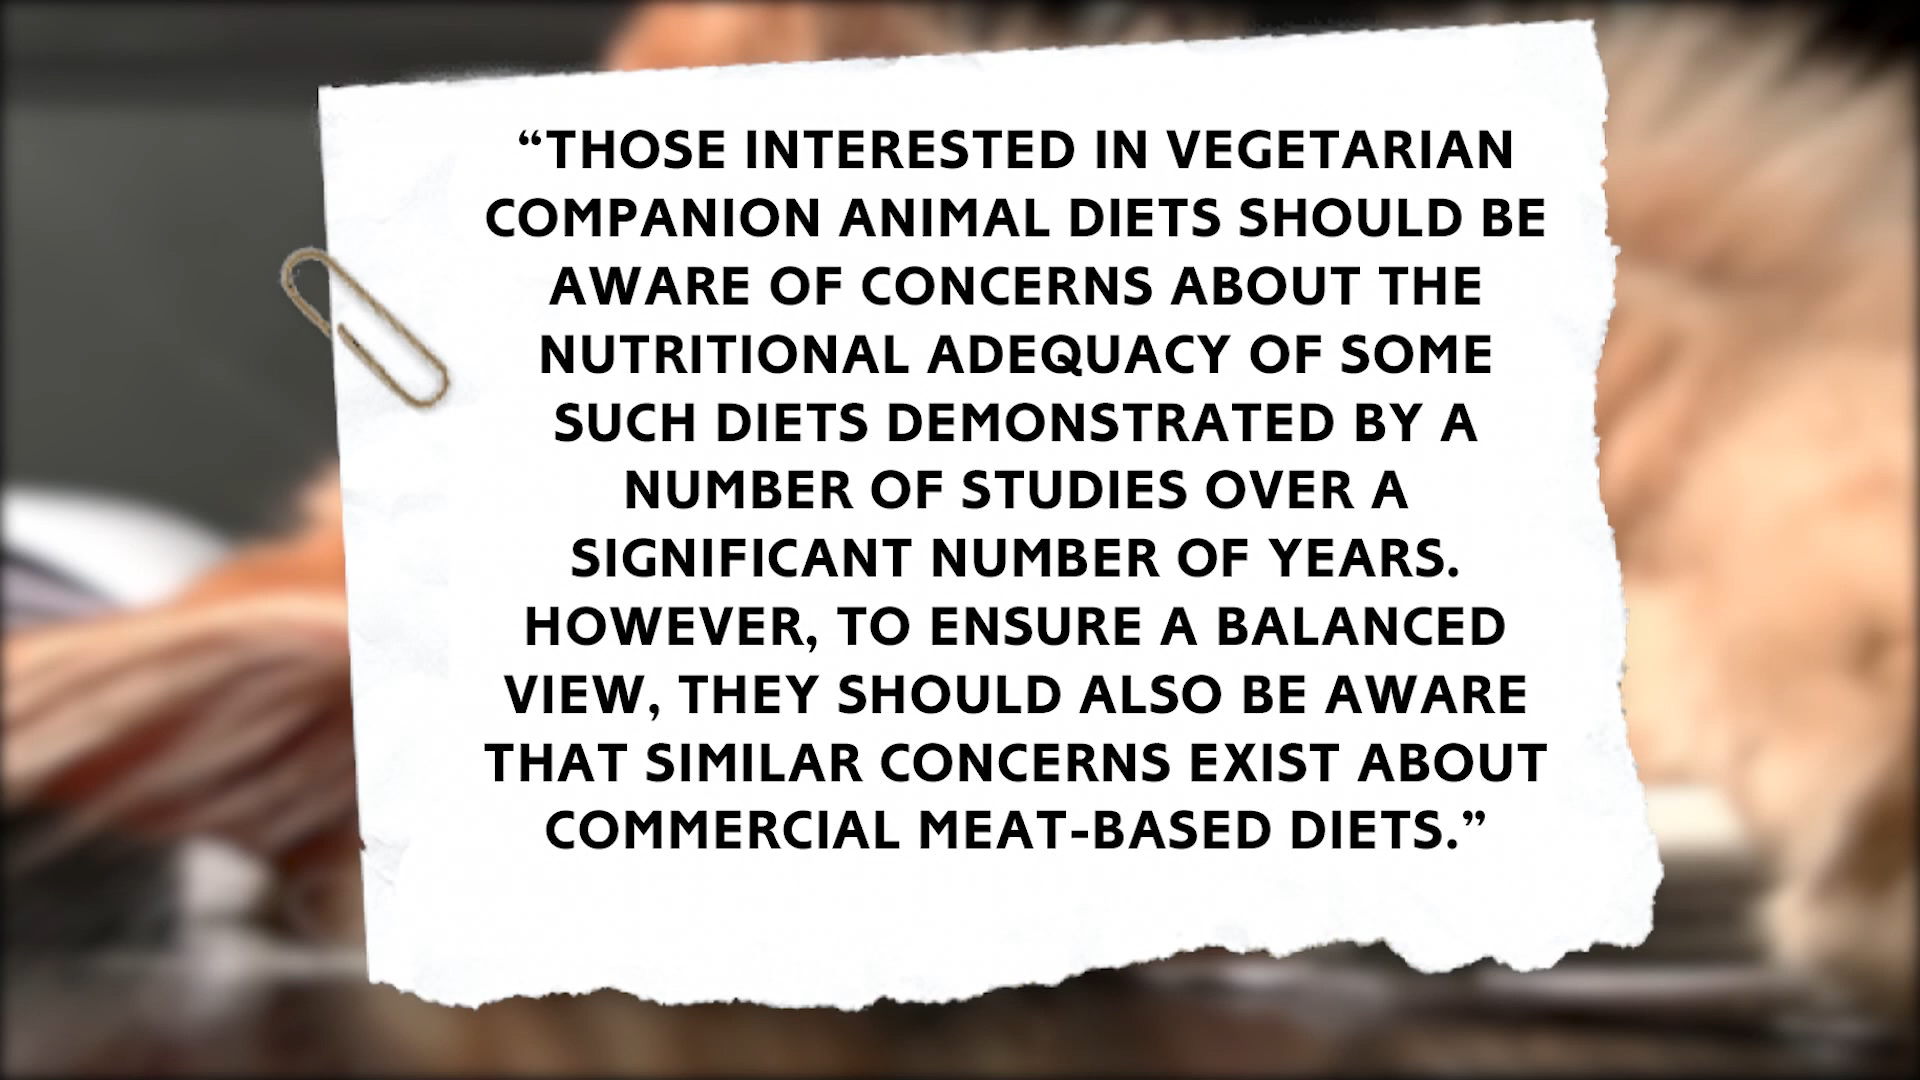 “THOSE INTERESTED IN VEGETARIAN
COMPANION ANIMAL DIETS SHOULD BE
AWARE OF CONCERNS ABOUT THE
NUTRITIONAL ADEQUACY OF SOME
SUCH DIETS DEMONSTRATED BY A
NUMBER OF STUDIES OVER A
SIGNIFICANT NUMBER OF YEARS.
HOWEVER, TO ENSURE A BALANCED
VIEW, THEY SHOULD ALSO BE AWARE
THAT SIMILAR CONCERNS EXIST ABOUT
COMMERCIAL MEAT-BASED DIETS.”